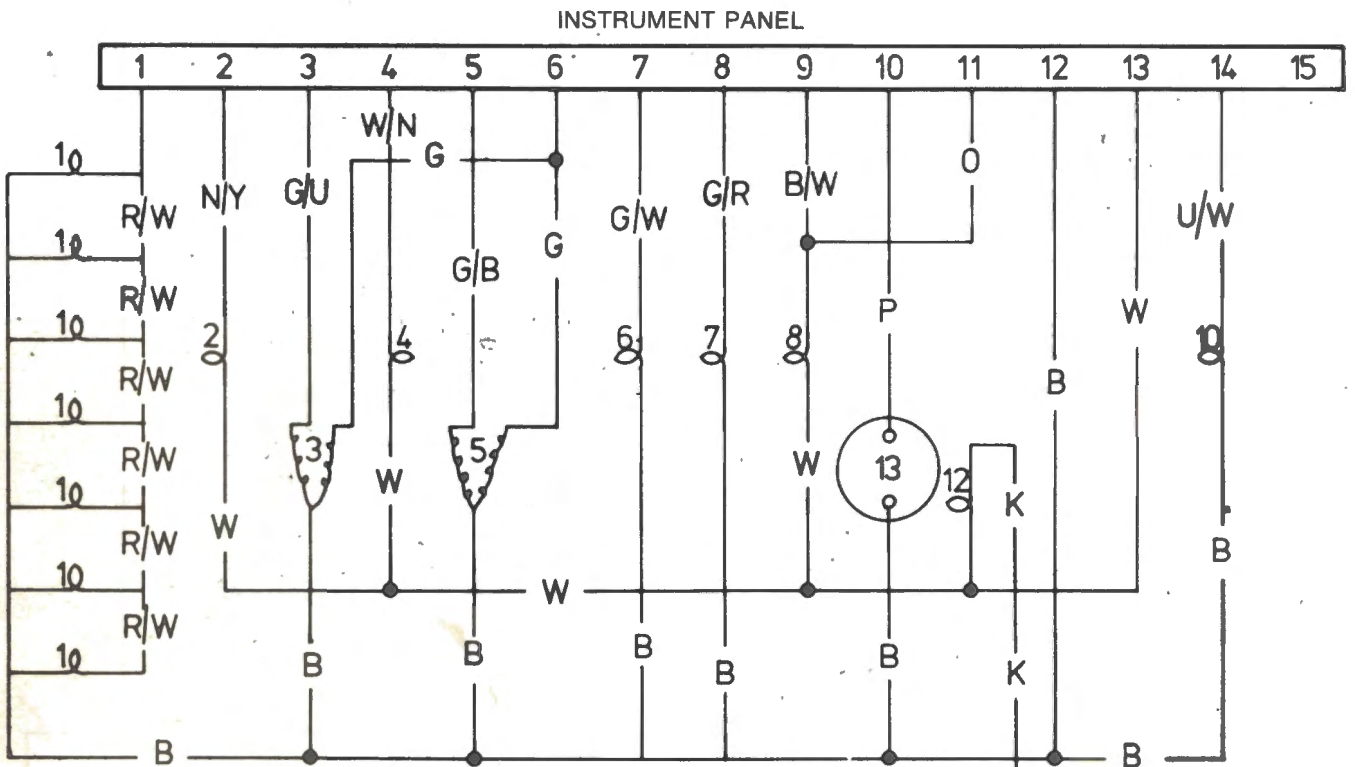 INSTRUMENT PANEL
1 2 3 4 5 6 7 8 9 10 11 12 13 14 15
W/N
1 G O
N/Y G/U G/R B/W
R/W G/W U/W
1 G
G/B
R/W P W
1 2 4 6 7 8 10
R/W B
1
3 5 R/W W 13 12
W K
1
W R/W B
1 W
R/W B B B B K
1
B B